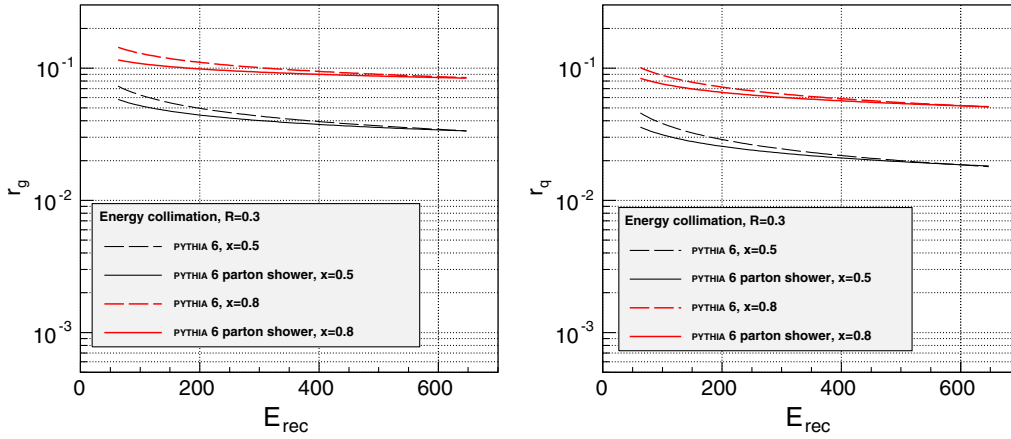 10⁻¹
10⁻²
10⁻³
r_g
Energy collimation, R=0.3
PYTHIA 6, x=0.5
PYTHIA 6 parton shower, x=0.5
PYTHIA 6, x=0.8
PYTHIA 6 parton shower, x=0.8
0 200 400 600
E_rec
10⁻¹
10⁻²
10⁻³
r_q
Energy collimation, R=0.3
PYTHIA 6, x=0.5
PYTHIA 6 parton shower, x=0.5
PYTHIA 6, x=0.8
PYTHIA 6 parton shower, x=0.8
0 200 400 600
E_rec